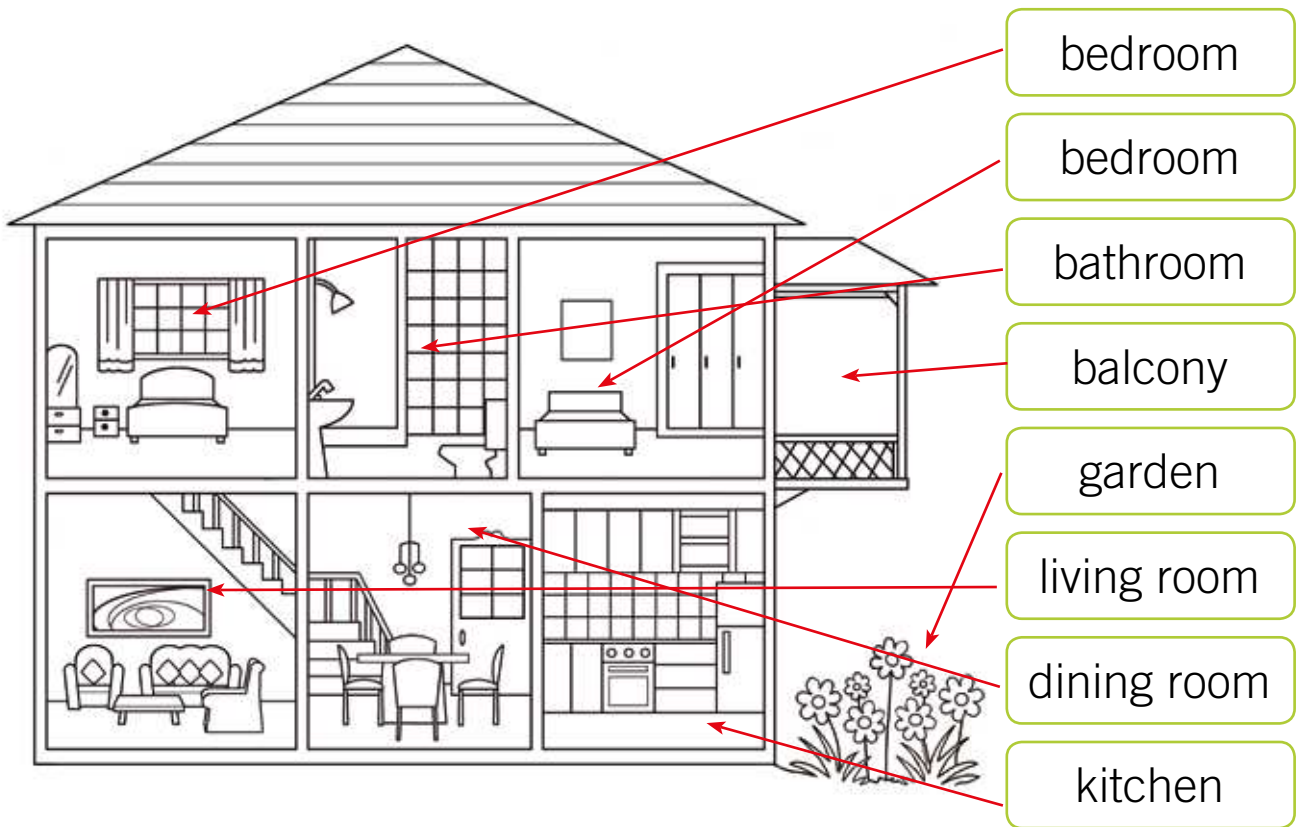 bedroom
bedroom
bathroom
balcony
garden
living room
dining room
kitchen